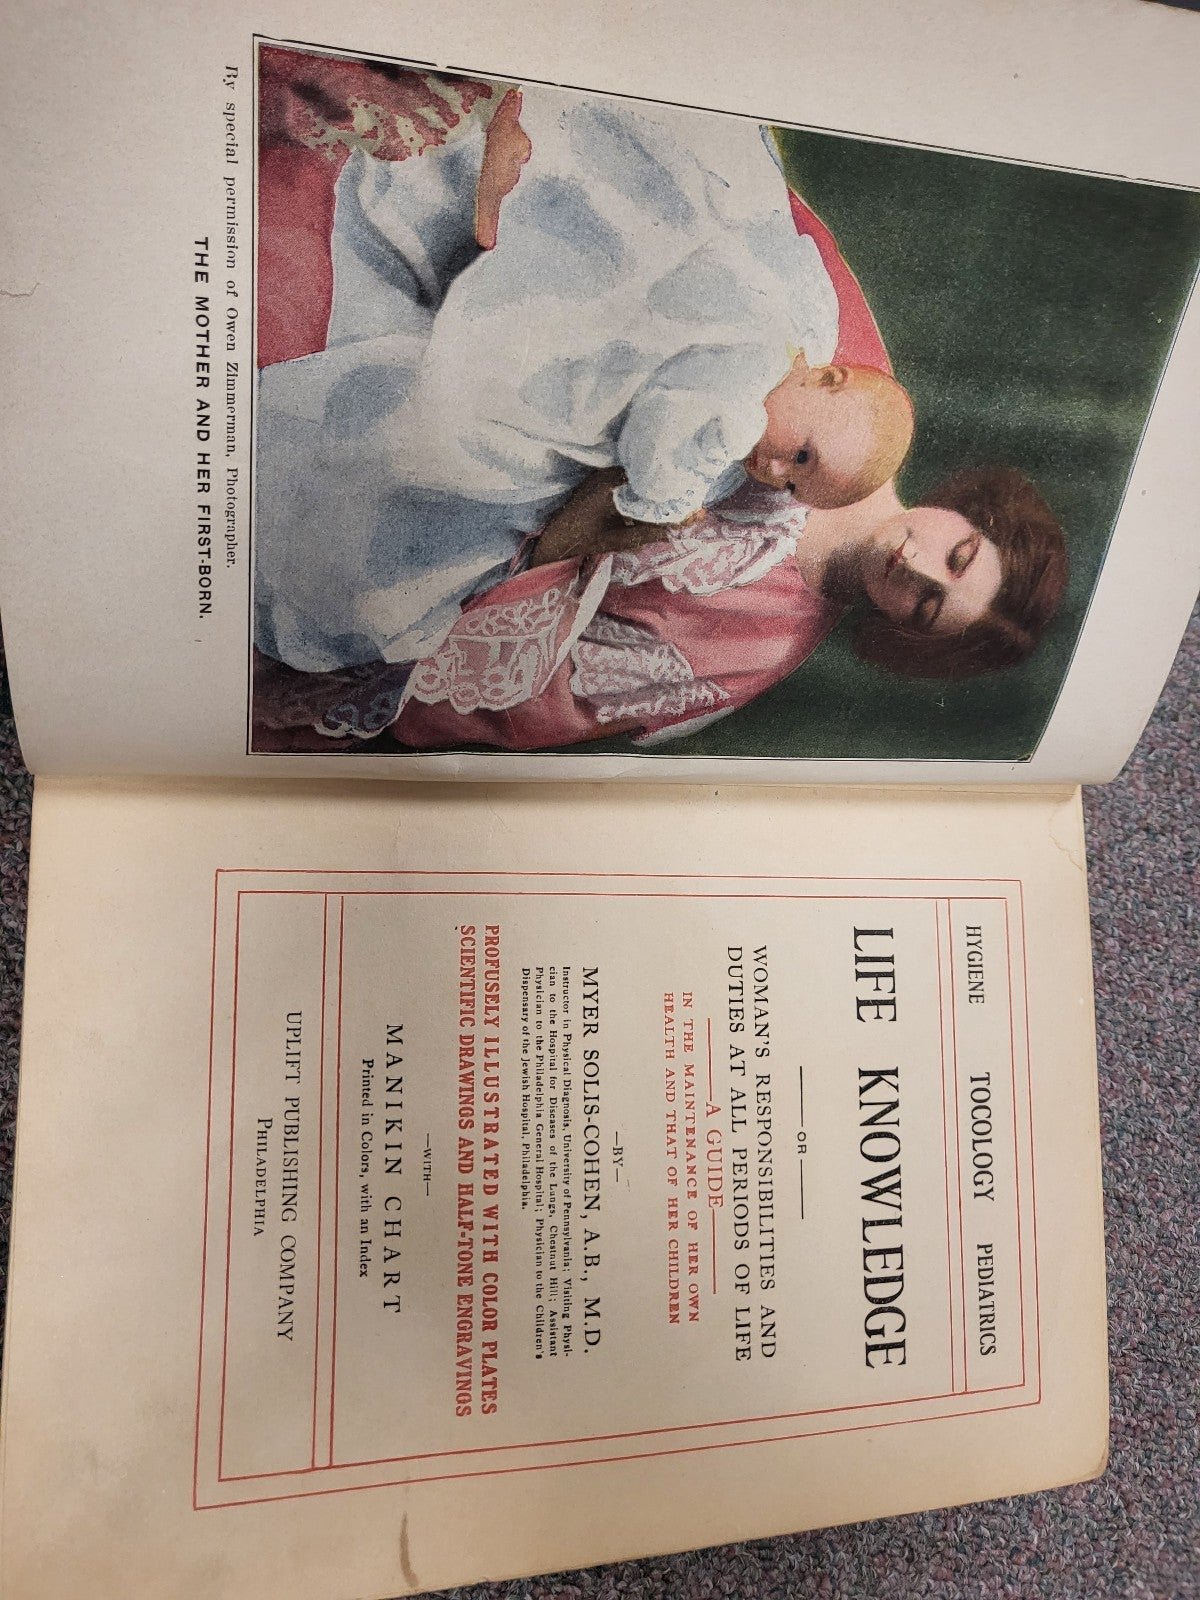 By special permission of Owen Zimmerman, Photographer.
THE MOTHER AND HER FIRST-BORN.
HYGIENE TOCOLOGY PEDIATRICS
LIFE KNOWLEDGE
OR
WOMAN'S RESPONSIBILITIES AND
DUTIES AT ALL PERIODS OF LIFE
A GUIDE
IN THE MAINTENANCE OF HER OWN
HEALTH AND THAT OF HER CHILDREN
—BY—
MYER SOLIS-COHEN, A.B., M.D.
Instructor in Physical Diagnosis, University of Pennsylvania; Visiting Physi-
cian to the Hospital for Diseases of the Lungs, Chestnut Hill; Assistant
Physician to the Philadelphia General Hospital; Physician to the Children's
Dispensary of the Jewish Hospital, Philadelphia.
PROFUSELY ILLUSTRATED WITH COLOR PLATES
SCIENTIFIC DRAWINGS AND HALF-TONE ENGRAVINGS
—WITH—
MANIKIN CHART
Printed in Colors, with an Index
UPLIFT PUBLISHING COMPANY
PHILADELPHIA